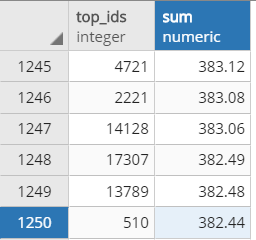 top_ids sum
integer numeric
1245 4721 383.12
1246 2221 383.08
1247 14128 383.06
1248 17307 382.49
1249 13789 382.48
1250 510 382.44